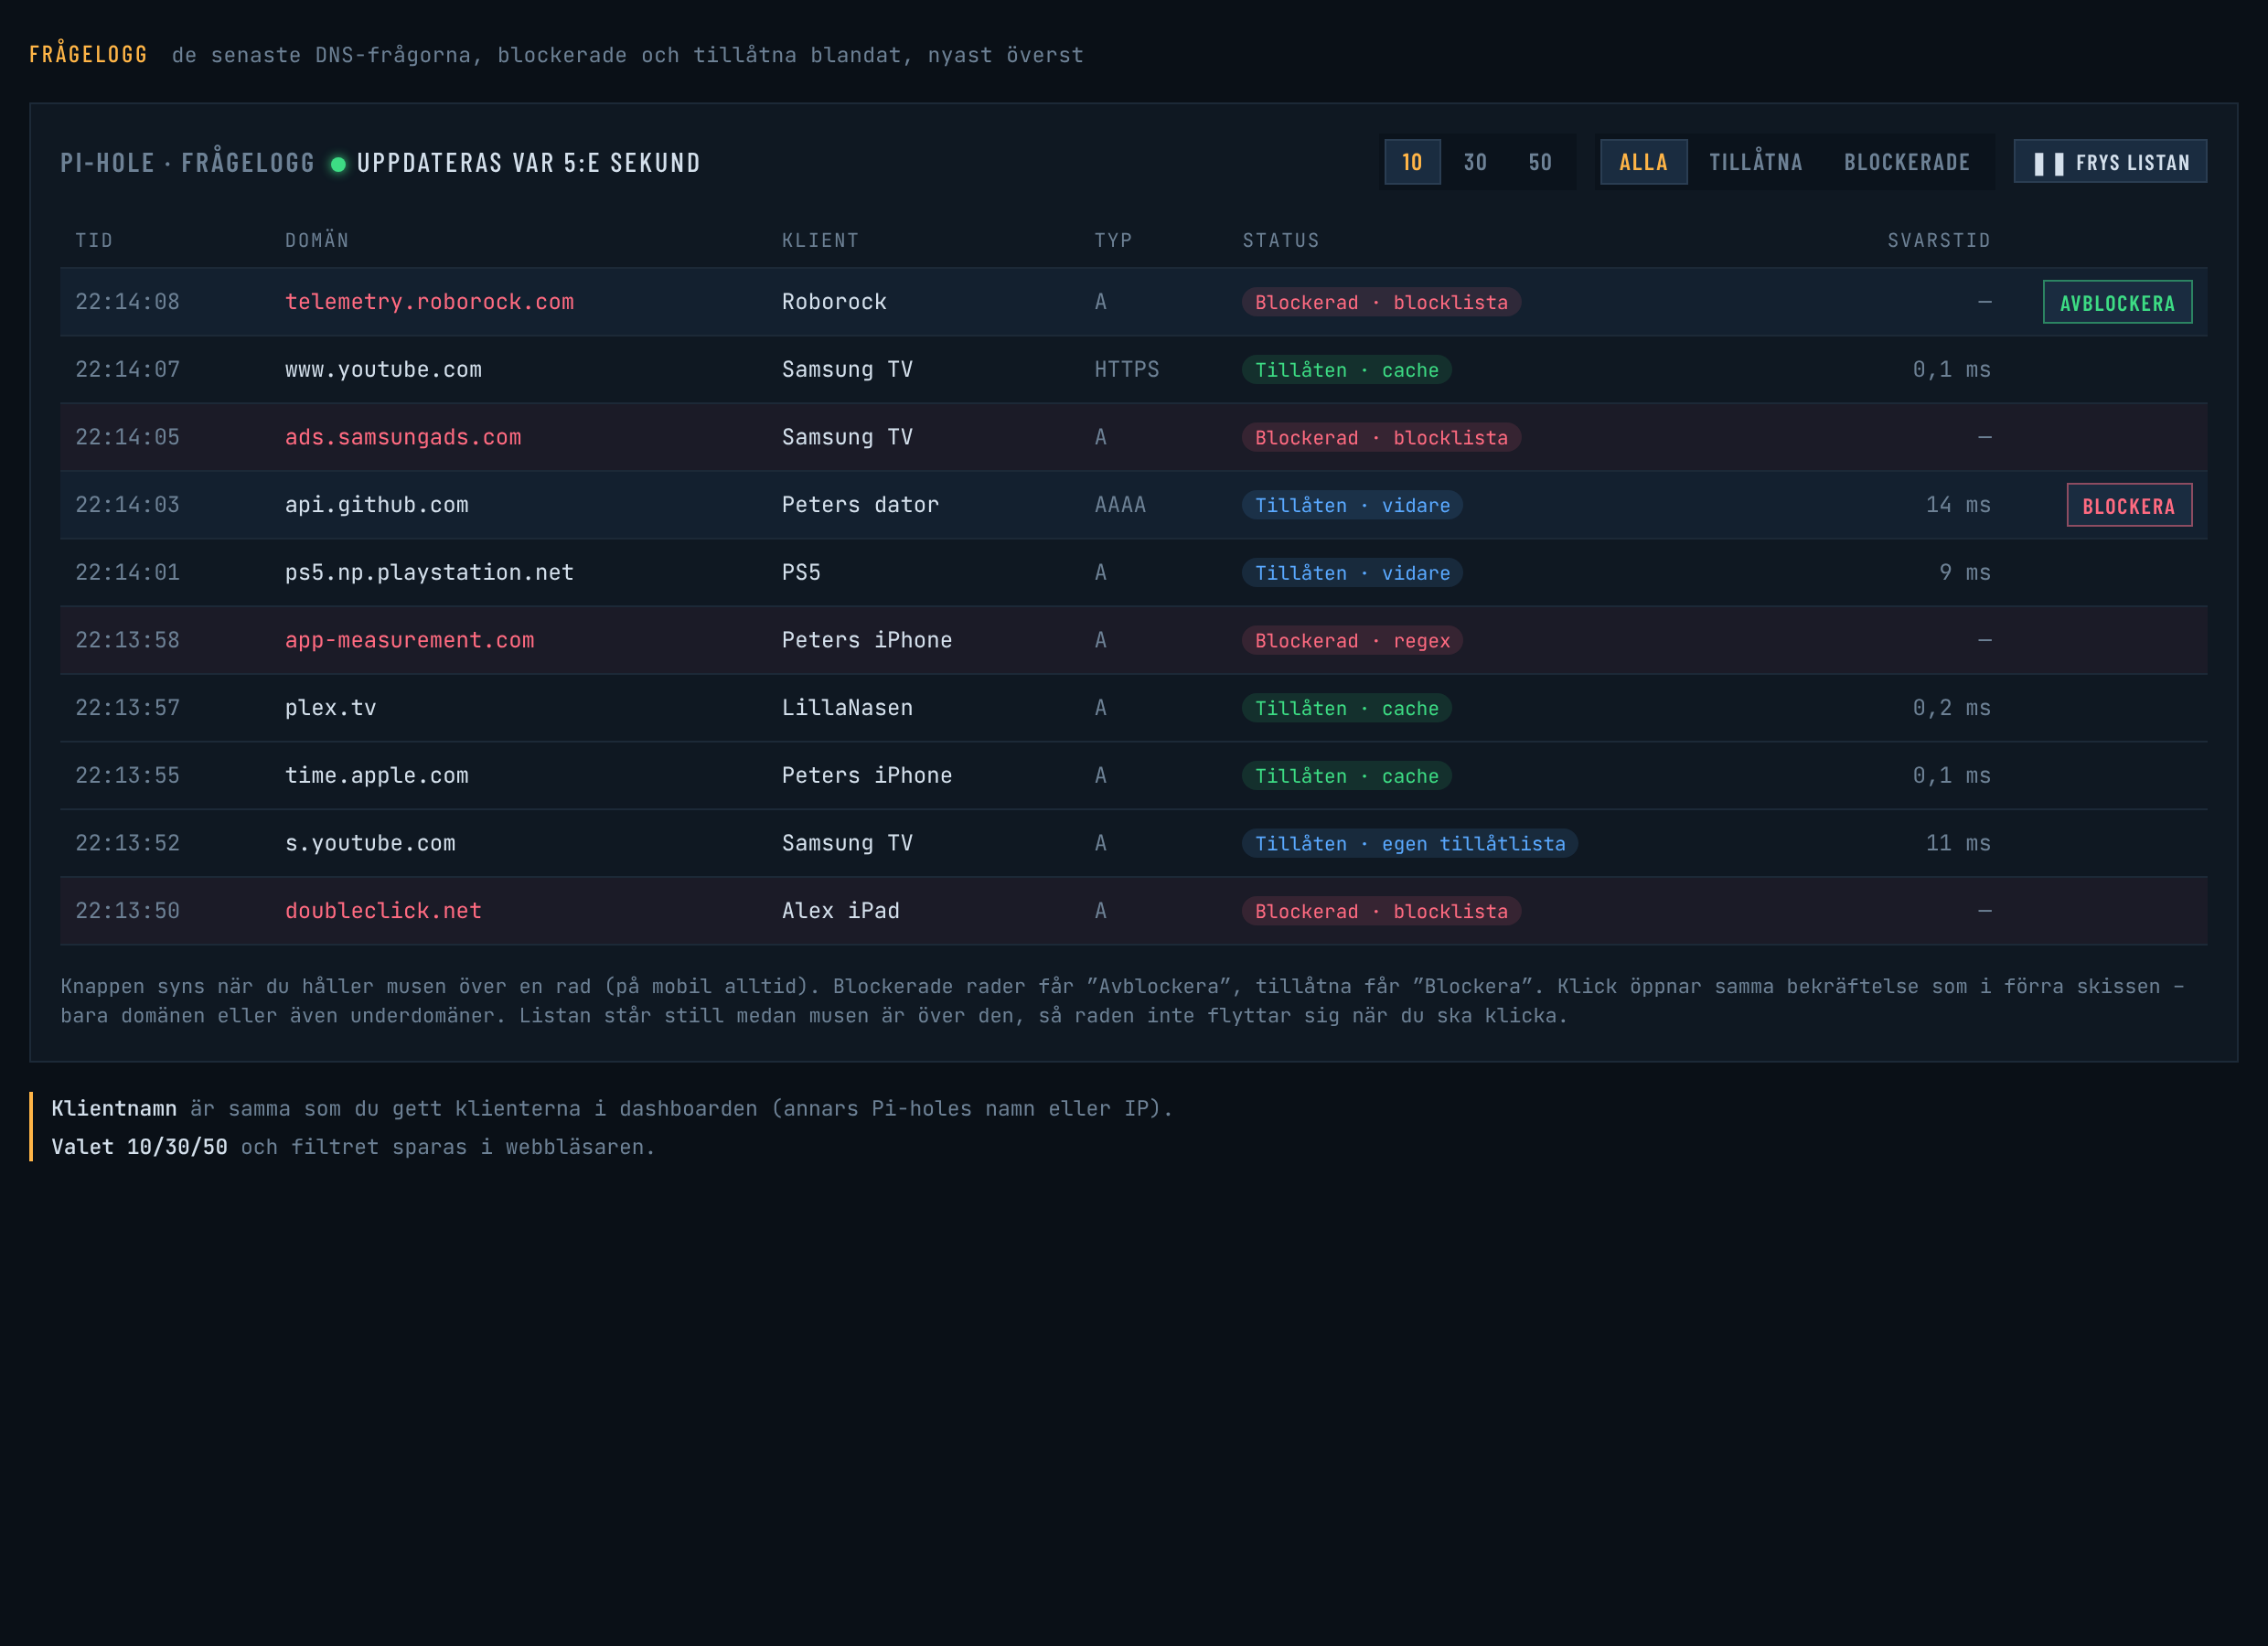 FRÅGELOGG de senaste DNS-frågorna, blockerade och tillåtna blandat, nyast överst
PI-HOLE · FRÅGELOGG UPPDATERAS VAR 5:E SEKUND 10 30 50 ALLA TILLÅTNA BLOCKERADE FRYS LISTAN
TID DOMÄN KLIENT TYP STATUS SVARSTID
22:14:08 telemetry.roborock.com Roborock A Blockerad · blocklista — AVBLOCKERA
22:14:07 www.youtube.com Samsung TV HTTPS Tillåten · cache 0,1 ms
22:14:05 ads.samsungads.com Samsung TV A Blockerad · blocklista —
22:14:03 api.github.com Peters dator AAAA Tillåten · vidare 14 ms BLOCKERA
22:14:01 ps5.np.playstation.net PS5 A Tillåten · vidare 9 ms
22:13:58 app-measurement.com Peters iPhone A Blockerad · regex —
22:13:57 plex.tv LillaNasen A Tillåten · cache 0,2 ms
22:13:55 time.apple.com Peters iPhone A Tillåten · cache 0,1 ms
22:13:52 s.youtube.com Samsung TV A Tillåten · egen tillåtlista 11 ms
22:13:50 doubleclick.net Alex iPad A Blockerad · blocklista —
Knappen syns när du håller musen över en rad (på mobil alltid). Blockerade rader får ”Avblockera”, tillåtna får ”Blockera”. Klick öppnar samma bekräftelse som i förra skissen –
bara domänen eller även underdomäner. Listan står still medan musen är över den, så raden inte flyttar sig när du ska klicka.
Klientnamn är samma som du gett klienterna i dashboarden (annars Pi-holes namn eller IP).
Valet 10/30/50 och filtret sparas i webbläsaren.